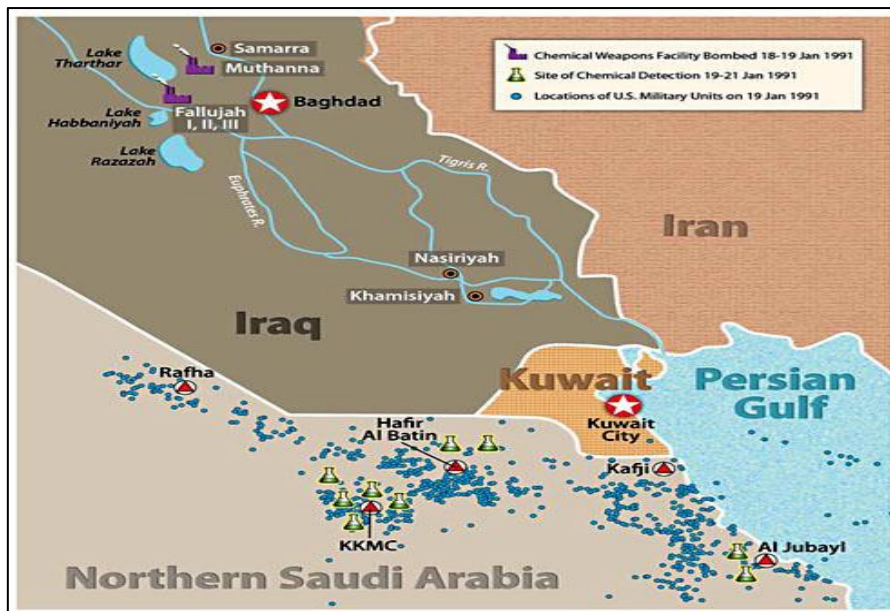 Lake
Tharthar
Samarra
Muthanna
Chemical Weapons Facility Bombed 18-19 Jan 1991
Site of Chemical Detection 19-21 Jan 1991
Locations of U.S. Military Units on 19 Jan 1991
Lake
Habbaniyah
Fallujah
I, II, III
Baghdad
Lake
Razazah
Tigris R.
Euphrates R.
Iran
Nasiriyah
Khamisiyah
Iraq
Rafha
Kuwait
Persian
Gulf
Hafir
Al Batin
Kuwait
City
Kafji
KKMC
Al Jubayl
Northern Saudi Arabia